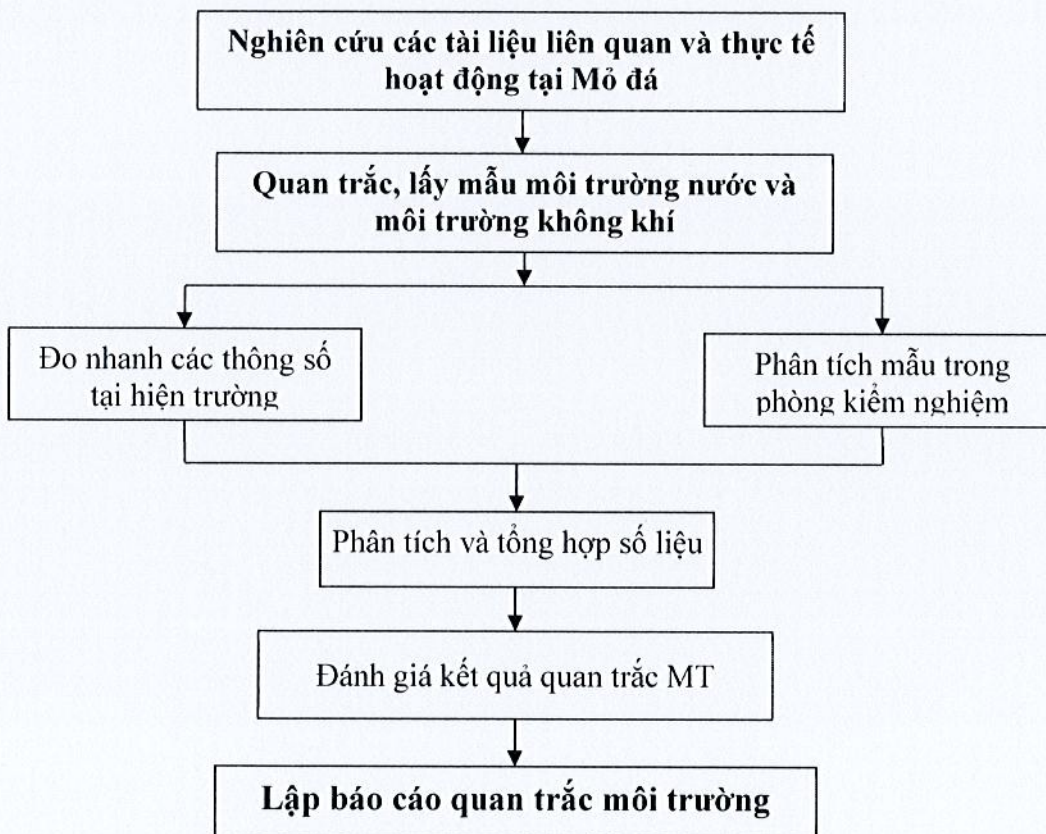 Nghiên cứu các tài liệu liên quan và thực tế
hoạt động tại Mỏ đá
Quan trắc, lấy mẫu môi trường nước và
môi trường không khí
Đo nhanh các thông số
tại hiện trường
Phân tích mẫu trong
phòng kiểm nghiệm
Phân tích và tổng hợp số liệu
Đánh giá kết quả quan trắc MT
Lập báo cáo quan trắc môi trường